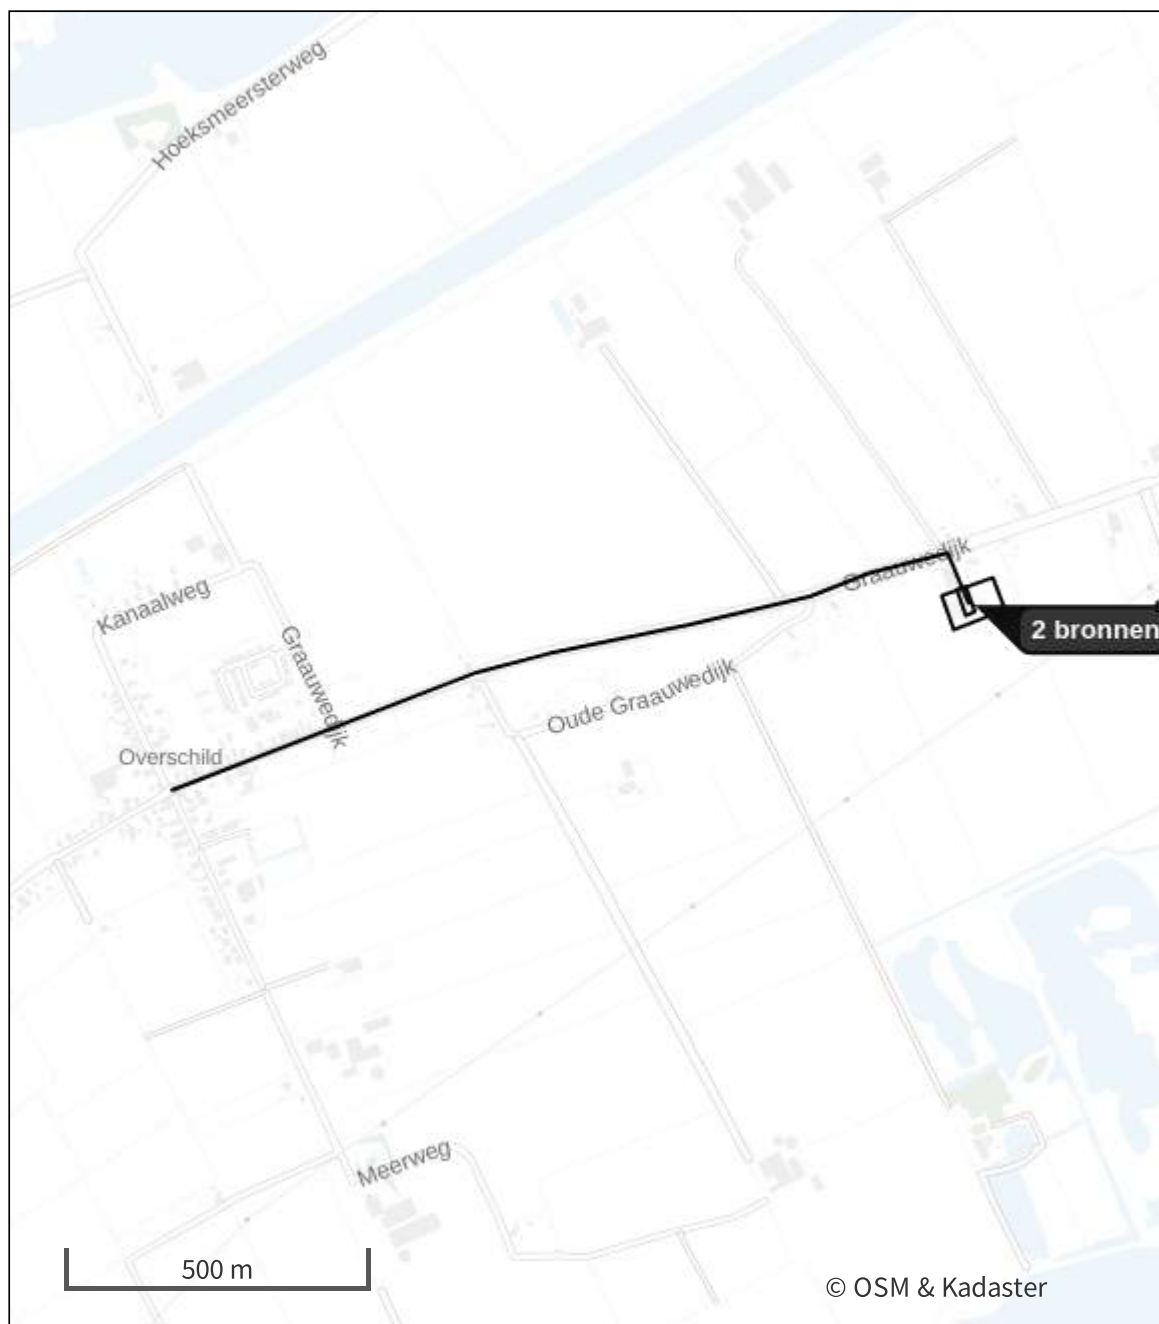 Hoeksmeersterweg
Graauwedijk
Kanaalweg
2 bronnen
Graauwedijk
Oude Graauwedijk
Overschild
Meerweg
500 m
© OSM & Kadaster